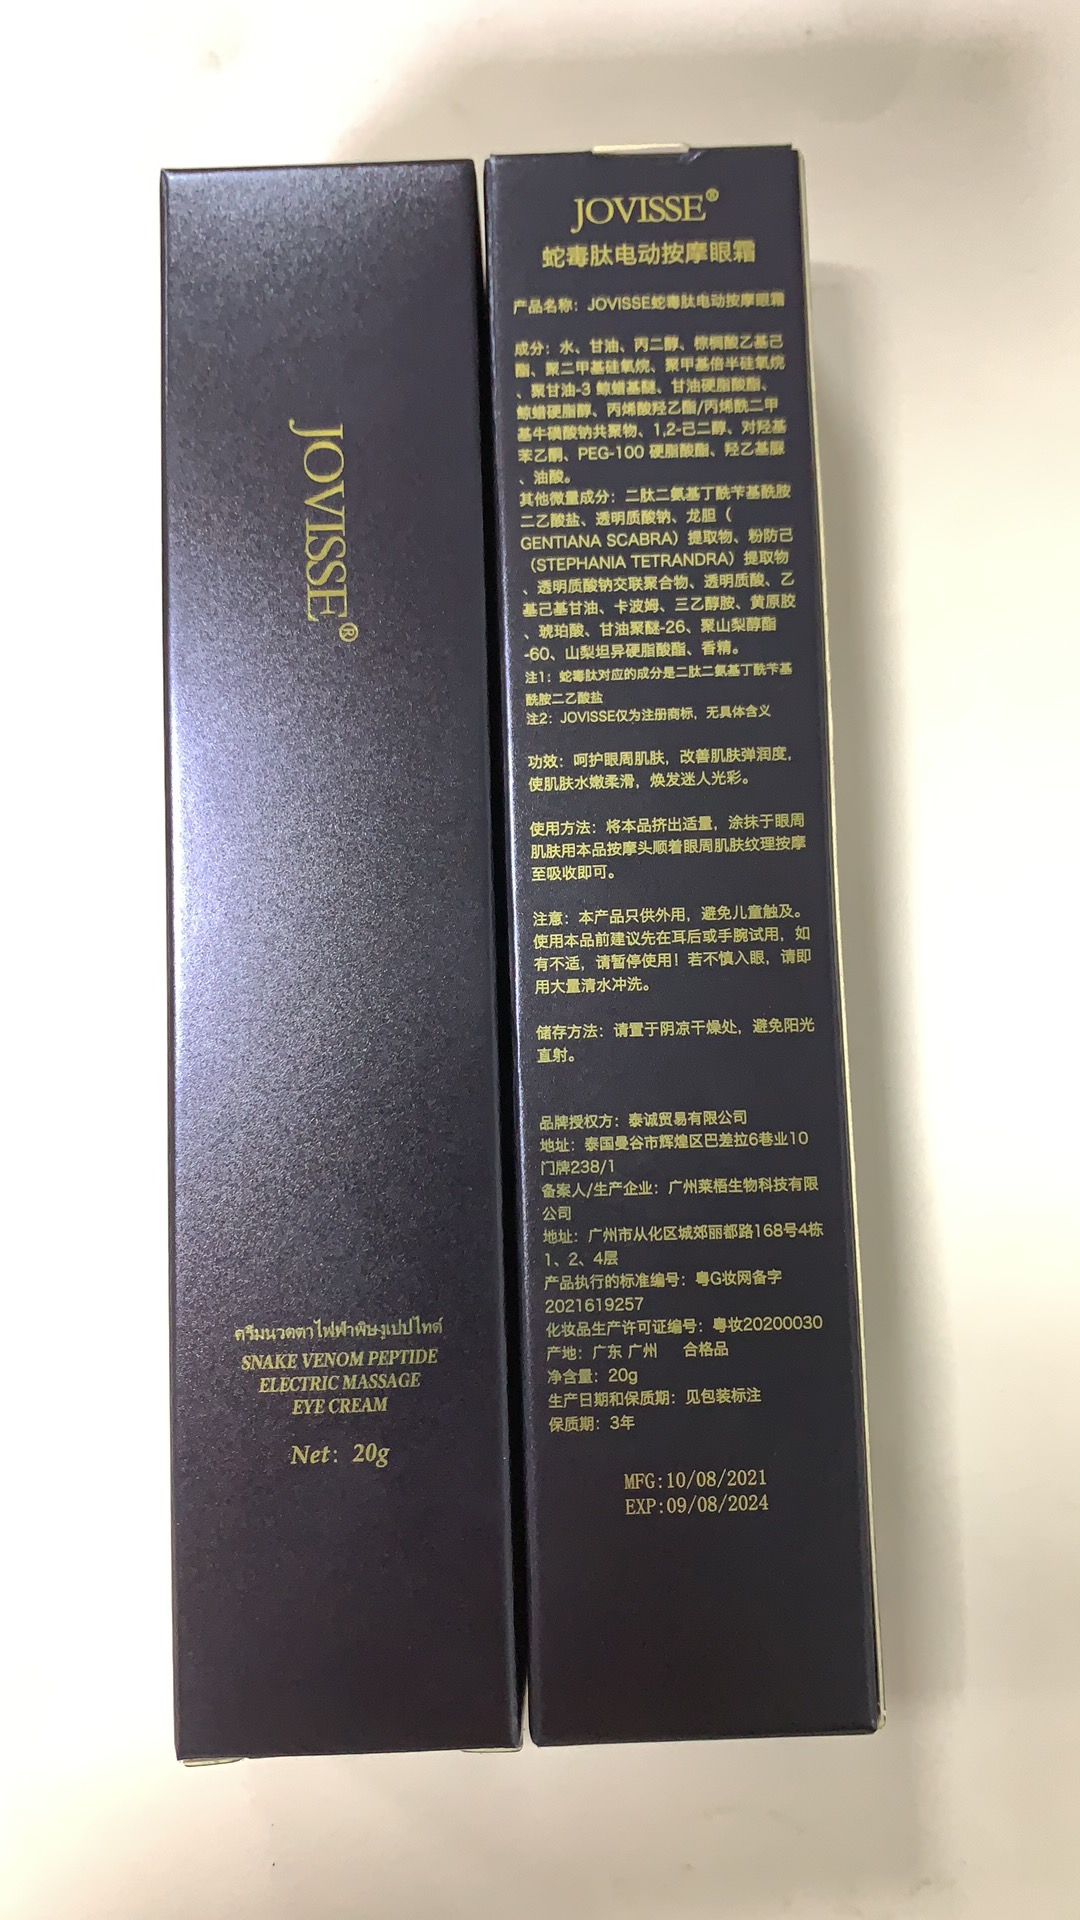 JOVISSE®
ครีมนวดตาไฟฟ้าพิษงูเปปไทด์
SNAKE VENOM PEPTIDE
ELECTRIC MASSAGE
EYE CREAM
Net: 20g
JOVISSE®
蛇毒肽电动按摩眼霜
产品名称：JOVISSE蛇毒肽电动按摩眼霜
成分：水、甘油、丙二醇、棕榈酸乙基己
酯、聚二甲基硅氧烷、聚甲基倍半硅氧烷
、聚甘油-3 鲸蜡基醚、甘油硬脂酸酯、
鲸蜡硬脂醇、丙烯酸羟乙酯/丙烯酰二甲
基牛磺酸钠共聚物、1,2-己二醇、对羟基
苯乙酮、PEG-100 硬脂酸酯、羟乙基脲
、油酸。
其他微量成分：二肽二氨基丁酰苄基酰胺
二乙酸盐、透明质酸钠、龙胆（
GENTIANA SCABRA）提取物、粉防己
（STEPHANIA TETRANDRA）提取物
、透明质酸钠交联聚合物、透明质酸、乙
基己基甘油、卡波姆、三乙醇胺、黄原胶
、琥珀酸、甘油聚醚-26、聚山梨醇酯
-60、山梨坦异硬脂酸酯、香精。
注1：蛇毒肽对应的成分是二肽二氨基丁酰苄基
酰胺二乙酸盐
注2：JOVISSE仅为注册商标，无具体含义
功效：呵护眼周肌肤，改善肌肤弹润度，
使肌肤水嫩柔滑，焕发迷人光彩。
使用方法：将本品挤出适量，涂抹于眼周
肌肤用本品按摩头顺着眼周肌肤纹理按摩
至吸收即可。
注意：本产品只供外用，避免儿童触及。
使用本品前建议先在耳后或手腕试用，如
有不适，请暂停使用！若不慎入眼，请即
用大量清水冲洗。
储存方法：请置于阴凉干燥处，避免阳光
直射。
品牌授权方：泰诚贸易有限公司
地址：泰国曼谷市辉煌区巴差拉6巷业10
门牌238/1
备案人/生产企业：广州莱梧生物科技有限
公司
地址：广州市从化区城郊丽都路168号4栋
1、2、4层
产品执行的标准编号：粤G妆网备字
2021619257
化妆品生产许可证编号：粤妆20200030
产地：广东 广州 合格品
净含量：20g
生产日期和保质期：见包装标注
保质期：3年
MFG:10/08/2021
EXP:09/08/2024